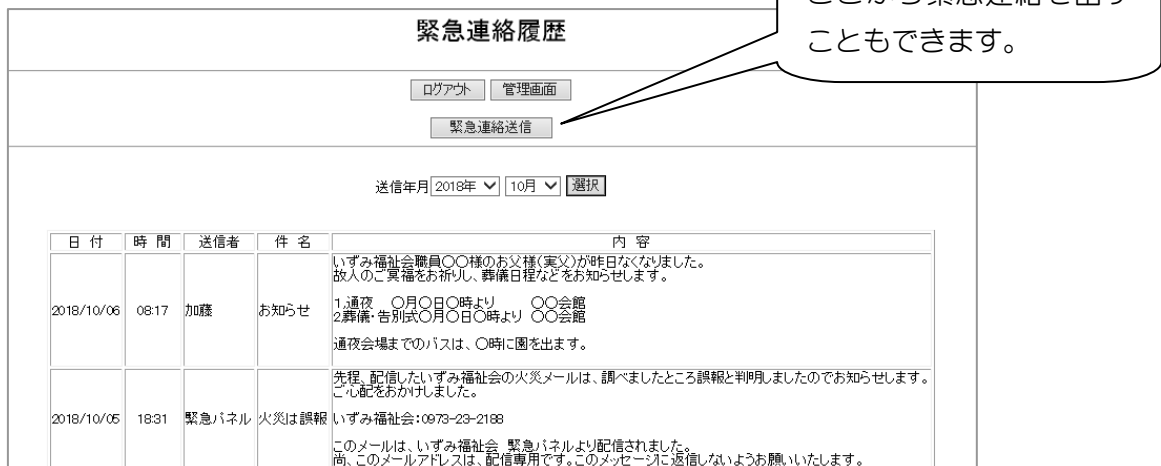 ここから緊急連絡を出す
こともできます。
緊急連絡履歴
ログアウト 管理画面
緊急連絡送信
送信年月 2018年 10月 選択
日 付 時 間 送信者 件 名 内 容
2018/10/06 08:17 加藤 お知らせ
いずみ福祉会職員〇〇様のお父様(実父)が昨日なくなりました。
故人のご冥福をお祈りし、葬儀日程などをお知らせします。
1.通夜 〇月〇日〇時より 〇〇会館
2.葬儀・告別式〇月〇日〇時より 〇〇会館
通夜会場までのバスは、〇時に園を出ます。
2018/10/05 18:31 緊急パネル 火災は誤報
先程、配信したいずみ福祉会の火災メールは、調べましたところ誤報と判明しましたのでお知らせします。
ご心配をおかけしました。
いずみ福祉会:0973-23-2188
このメールは、いずみ福祉会 緊急パネルより配信されました。
尚、このメールアドレスは、配信専用です。このメッセージに返信しないようお願いいたします。